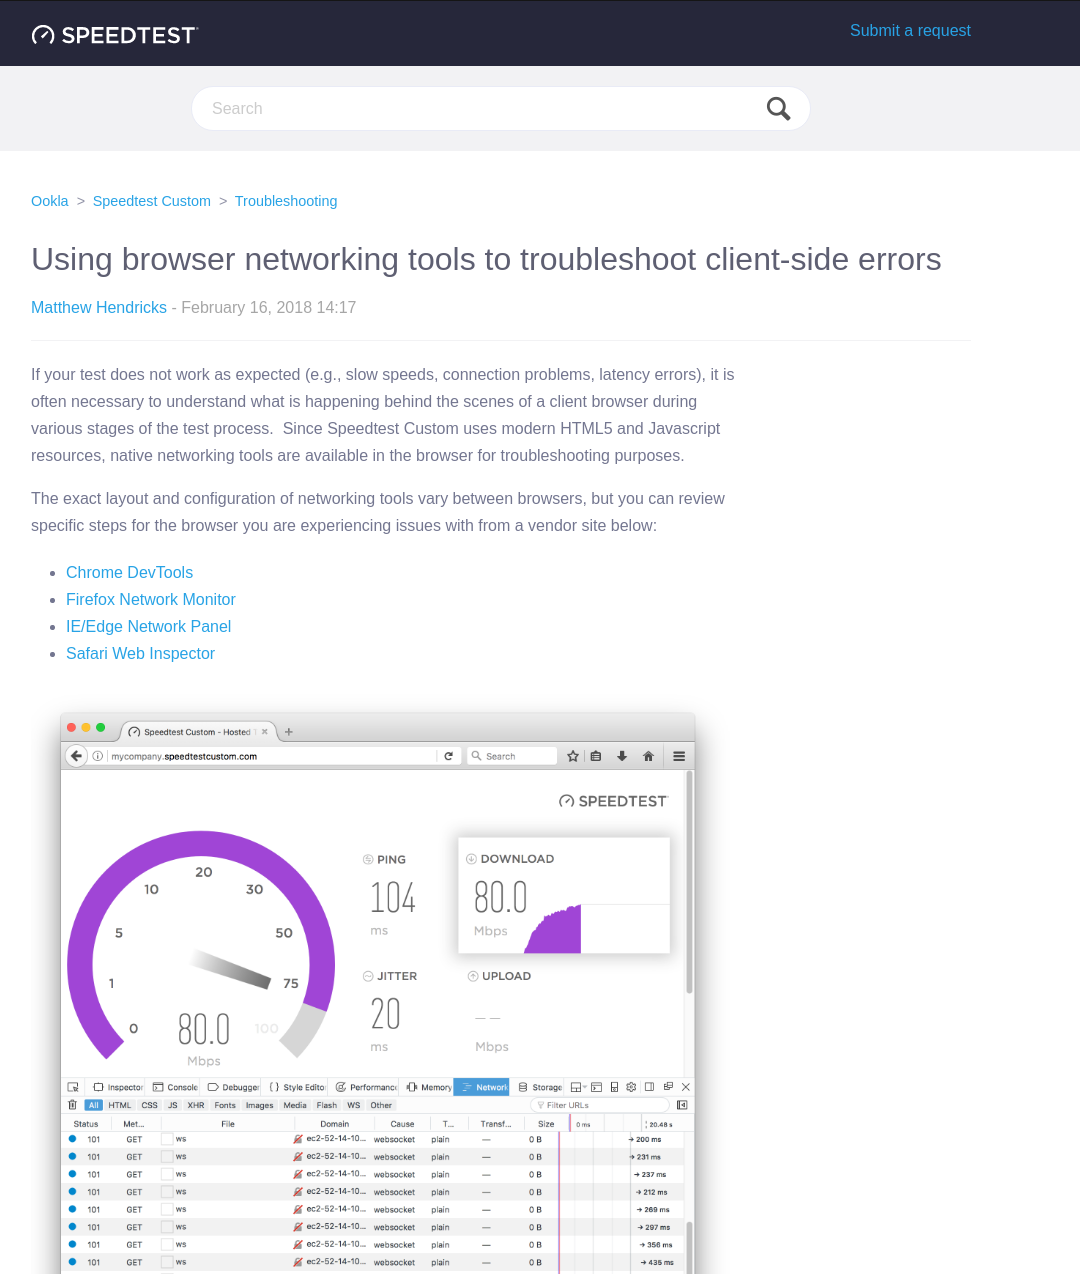 SPEEDTEST
Submit a request
Search
Ookla > Speedtest Custom > Troubleshooting
Using browser networking tools to troubleshoot client-side errors
Matthew Hendricks - February 16, 2018 14:17
If your test does not work as expected (e.g., slow speeds, connection problems, latency errors), it is
often necessary to understand what is happening behind the scenes of a client browser during
various stages of the test process.  Since Speedtest Custom uses modern HTML5 and Javascript
resources, native networking tools are available in the browser for troubleshooting purposes.
The exact layout and configuration of networking tools vary between browsers, but you can review
specific steps for the browser you are experiencing issues with from a vendor site below:
Chrome DevTools
Firefox Network Monitor
IE/Edge Network Panel
Safari Web Inspector
Speedtest Custom - Hosted
mycompany.speedtestcustom.com
Search
SPEEDTEST
PING
104
ms
DOWNLOAD
80.0
Mbps
JITTER
20
ms
UPLOAD
— —
Mbps
0
1
5
10
20
30
50
75
100
80.0
Mbps
Inspector Console Debugger { } Style Edito Performanc Memory Network Storage
All HTML CSS JS XHR Fonts Images Media Flash WS Other Filter URLs
Status Met... File Domain Cause T... Transf... Size 0 ms 20.48 s
101 GET ws ec2-52-14-10... websocket plain — 0 B → 200 ms
101 GET ws ec2-52-14-10... websocket plain — 0 B → 231 ms
101 GET ws ec2-52-14-10... websocket plain — 0 B → 237 ms
101 GET ws ec2-52-14-10... websocket plain — 0 B → 212 ms
101 GET ws ec2-52-14-10... websocket plain — 0 B → 269 ms
101 GET ws ec2-52-14-10... websocket plain — 0 B → 297 ms
101 GET ws ec2-52-14-10... websocket plain — 0 B → 356 ms
101 GET ws ec2-52-14-10... websocket plain — 0 B → 435 ms